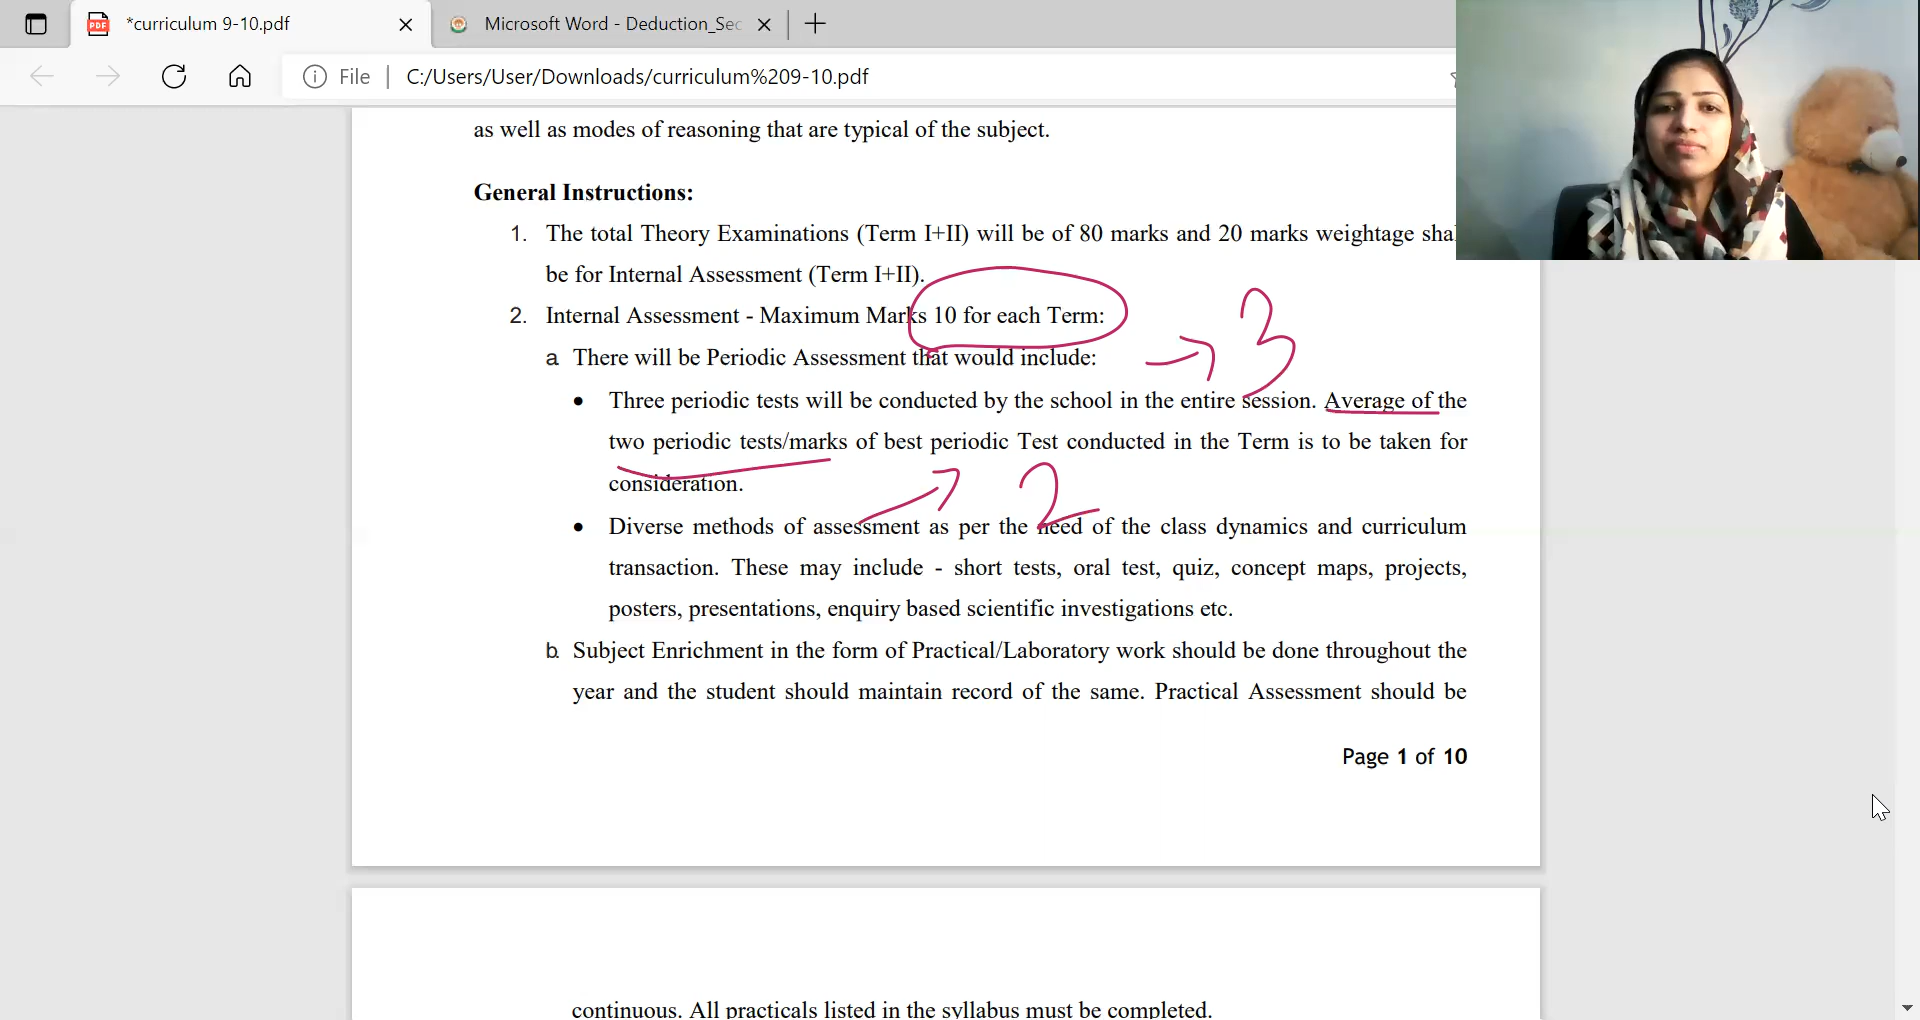 *curriculum 9-10.pdf
Microsoft Word - Deduction_Sec
File
C:/Users/User/Downloads/curriculum%209-10.pdf
PDF
as well as modes of reasoning that are typical of the subject.
General Instructions:
1. The total Theory Examinations (Term I+II) will be of 80 marks and 20 marks weightage shal
be for Internal Assessment (Term I+II).
2. Internal Assessment - Maximum Marks 10 for each Term:
a There will be Periodic Assessment that would include:
→ 3
• Three periodic tests will be conducted by the school in the entire session. Average of the
two periodic tests/marks of best periodic Test conducted in the Term is to be taken for
consideration.
→ 2
• Diverse methods of assessment as per the need of the class dynamics and curriculum
transaction. These may include - short tests, oral test, quiz, concept maps, projects,
posters, presentations, enquiry based scientific investigations etc.
b. Subject Enrichment in the form of Practical/Laboratory work should be done throughout the
year and the student should maintain record of the same. Practical Assessment should be
Page 1 of 10
continuous. All practicals listed in the syllabus must be completed.